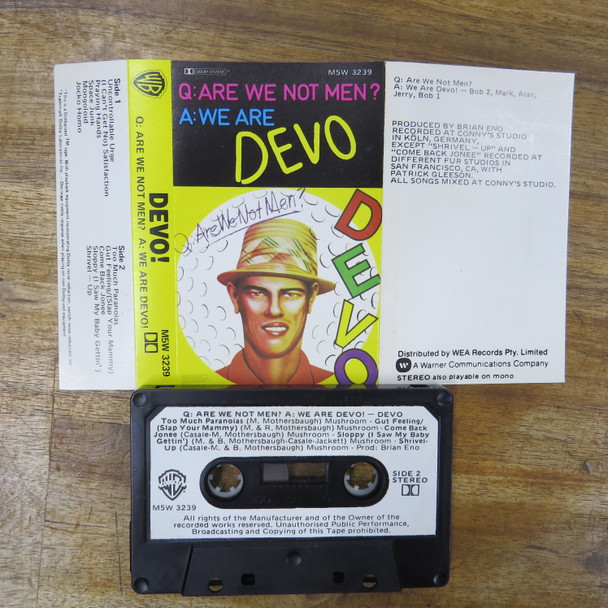 Side 1
Uncontrollable Urge
(I Can't Get No) Satisfaction
Praying Hands
Space Junk
Mongoloid
Jocko Homo
Side 2
Too Much Paranoias
Gut Feeling/(Slap Your Mammy)
Come Back Jonee
Sloppy (I Saw My Baby Gettin')
Shrivel — Up
Q: ARE WE NOT MEN? A: WE ARE DEVO!
DEVO!
M5W 3239
DOLBY SYSTEM
M5W 3239
Q: ARE WE NOT MEN?
A: WE ARE
DEVO
Q: Are We Not Men?
DEVO
Q: Are We Not Men?
A: We Are Devo! — Bob 2, Mark, Alan,
Jerry, Bob 1
PRODUCED BY BRIAN ENO
RECORDED AT CONNY'S STUDIO
IN KÖLN, GERMANY,
EXCEPT "SHRIVEL — UP" AND
"COME BACK JONEE" RECORDED AT
DIFFERENT FUR STUDIOS IN
SAN FRANCISCO, CA, WITH
PATRICK GLEESON.
ALL SONGS MIXED AT CONNY'S STUDIO.
Distributed by WEA Records Pty. Limited
A Warner Communications Company
STEREO also playable on mono
Q: ARE WE NOT MEN? A: WE ARE DEVO! — DEVO
Too Much Paranoias (M. Mothersbaugh) Mushroom · Gut Feeling/
(Slap Your Mammy) (M. & R. Mothersbaugh) Mushroom · Come Back
Jonee (Casale-M. Mothersbaugh) Mushroom · Sloppy (I Saw My Baby
Gettin') (M. & B. Mothersbaugh-Casale-Jackett) Mushroom · Shrivel-
Up (Casale-M. & B. Mothersbaugh) Mushroom · Prod: Brian Eno
SIDE 2
STEREO
M5W 3239
All rights of the Manufacturer and of the Owner of the
recorded works reserved. Unauthorised Public Performance,
Broadcasting and Copying of this Tape prohibited.